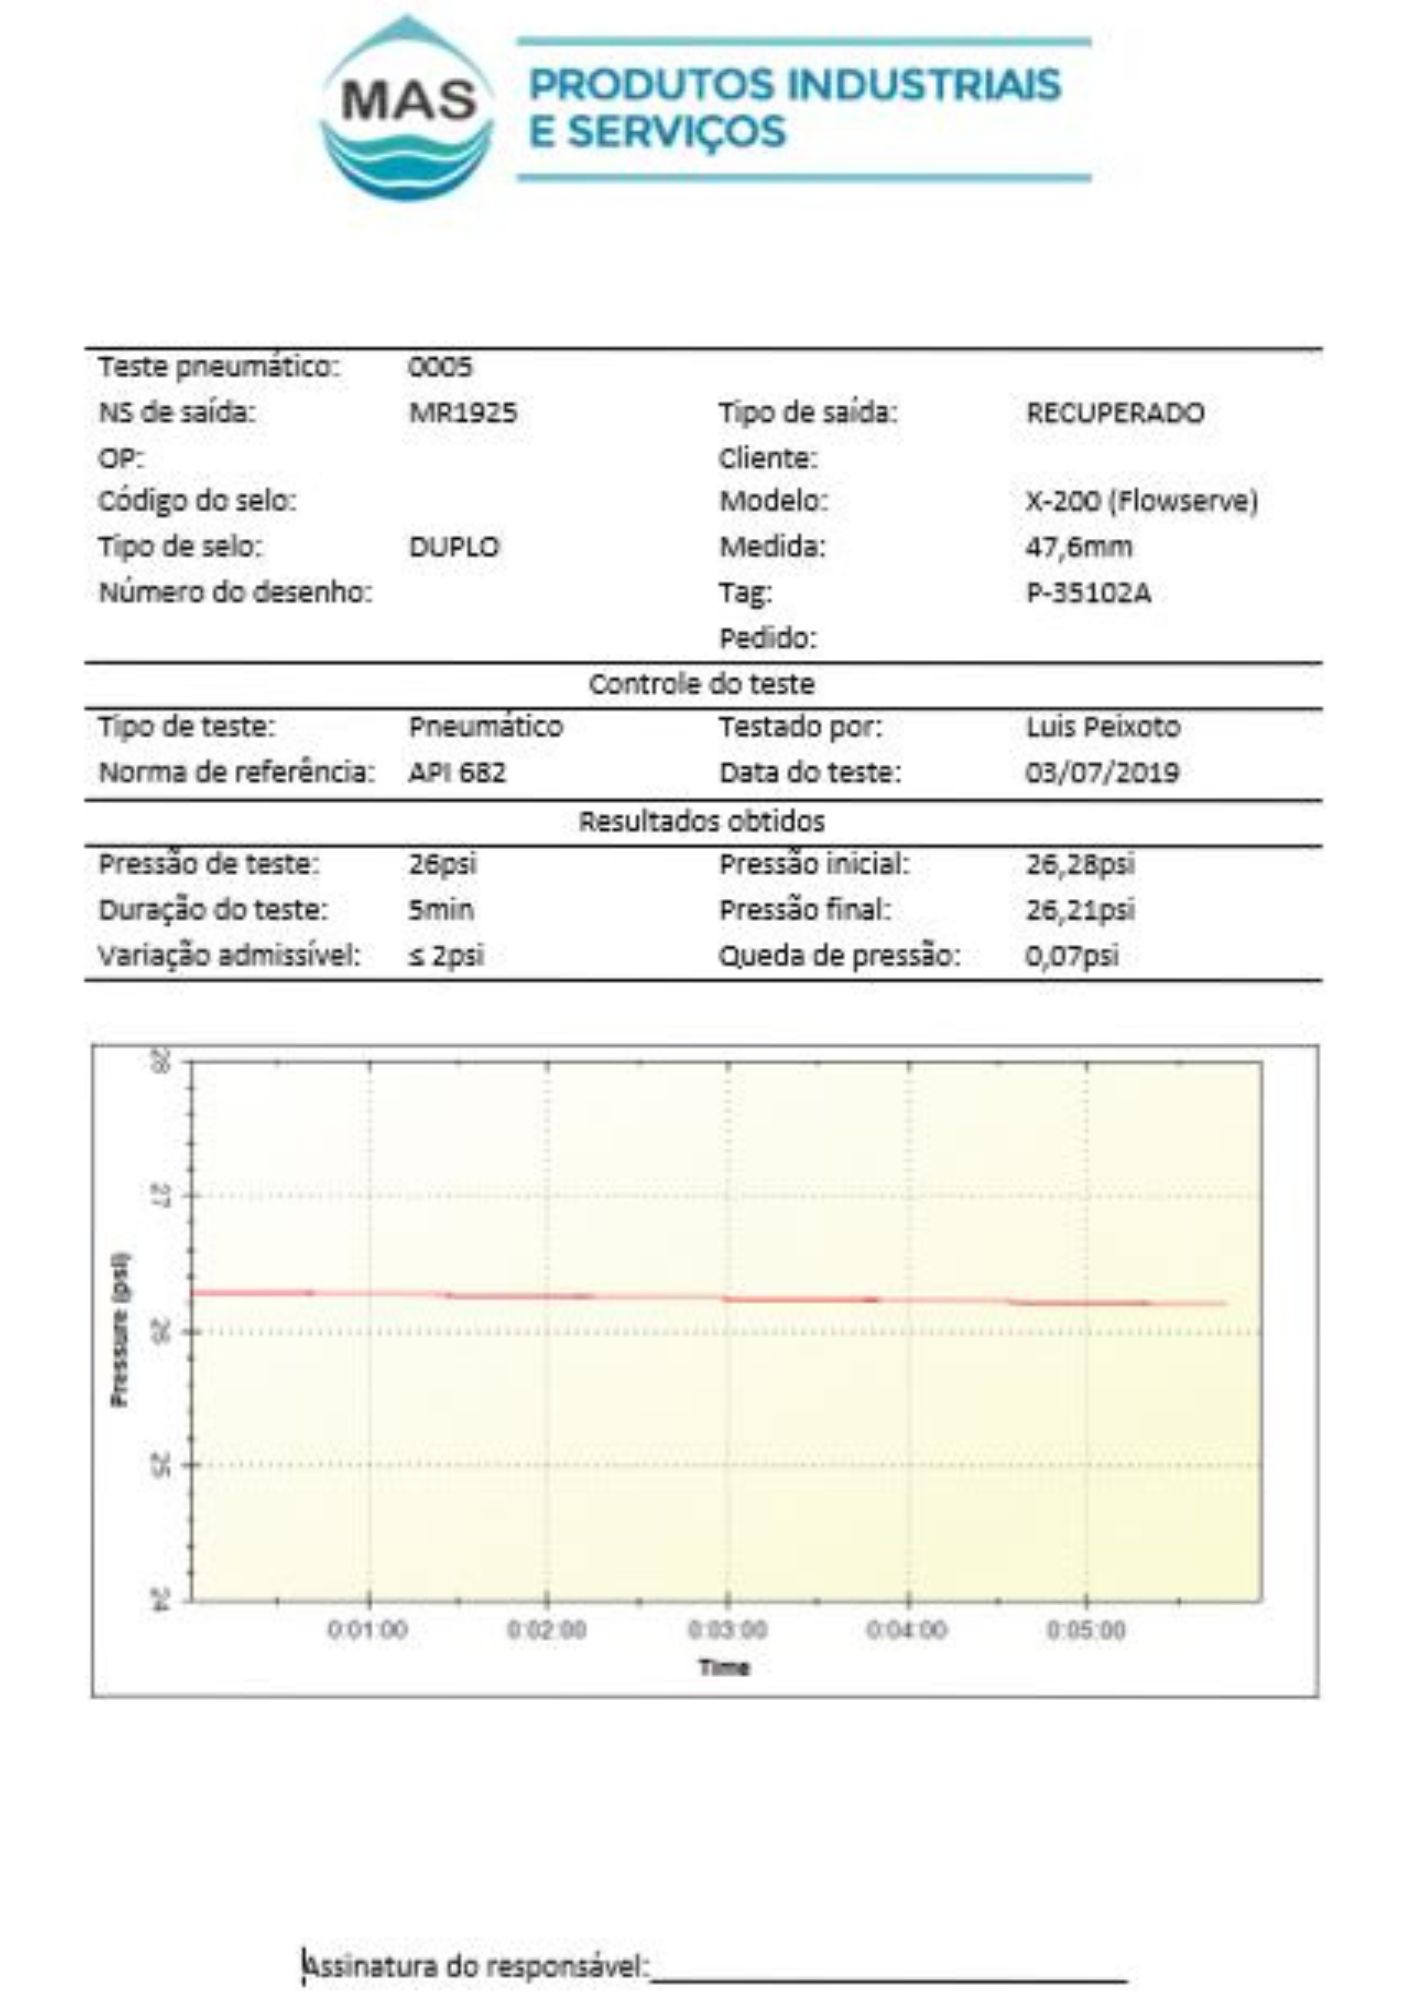 MAS
PRODUTOS INDUSTRIAIS
E SERVIÇOS
Teste pneumático: 0005
NS de saída: MR1925 Tipo de saída: RECUPERADO
OP: Cliente:
Código do selo: Modelo: X-200 (Flowserve)
Tipo de selo: DUPLO Medida: 47,6mm
Número do desenho: Tag: P-35102A
Pedido:
Controle do teste
Tipo de teste: Pneumático Testado por: Luis Peixoto
Norma de referência: API 682 Data do teste: 03/07/2019
Resultados obtidos
Pressão de teste: 26psi Pressão inicial: 26,28psi
Duração do teste: 5min Pressão final: 26,21psi
Variação admissível: ≤ 2psi Queda de pressão: 0,07psi
28
27
26
25
24
Pressure (psi)
0:01:00 0:02:00 0:03:00 0:04:00 0:05:00
Time
Assinatura do responsável: